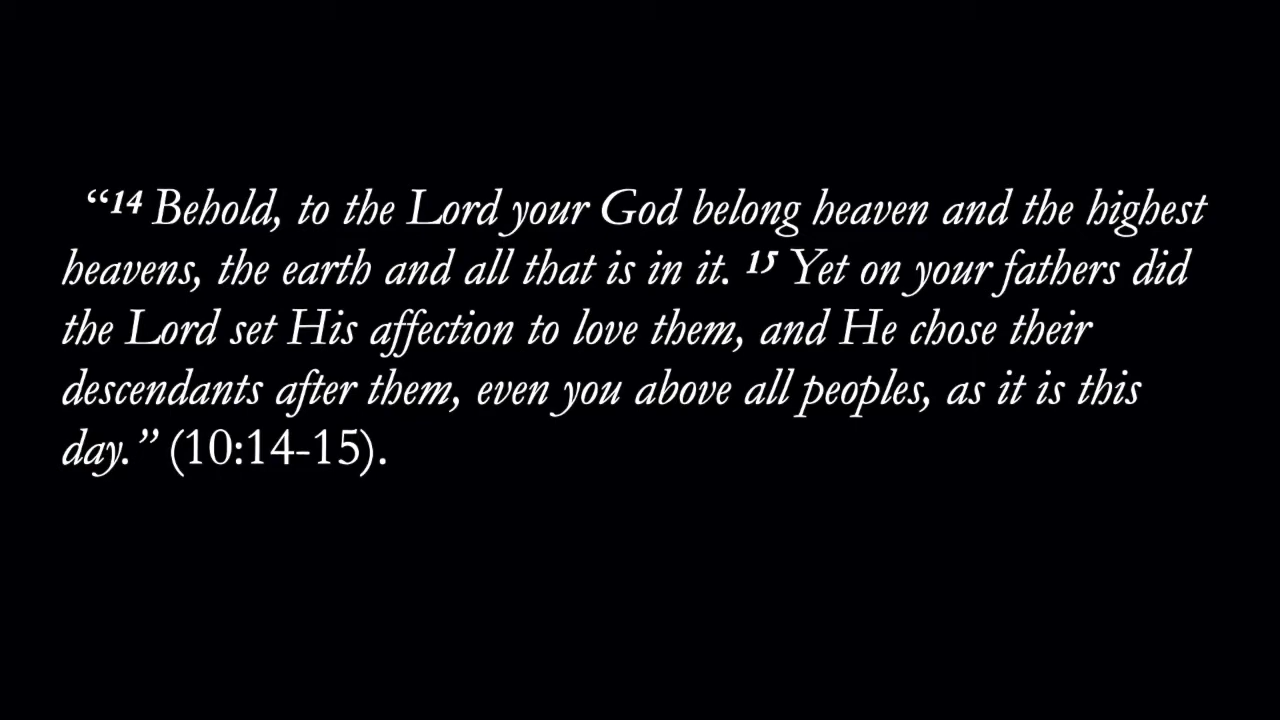 “14 Behold, to the Lord your God belong heaven and the highest
heavens, the earth and all that is in it. 15 Yet on your fathers did
the Lord set His affection to love them, and He chose their
descendants after them, even you above all peoples, as it is this
day.” (10:14-15).